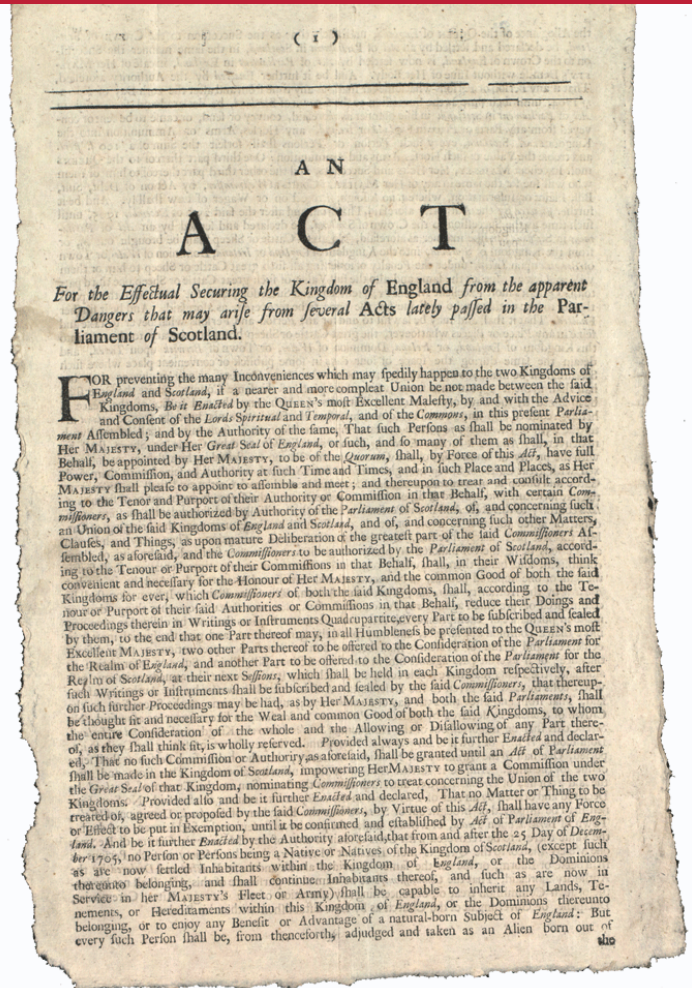 ( 1 )
AN
ACT
For the Effectual Securing the Kingdom of England from the apparent
Dangers that may arise from several Acts lately passed in the Par-
liament of Scotland.
FOR preventing the many Inconveniences which may spedily happen to the two Kingdoms of
England and Scotland, if a nearer and more compleat Union be not made between the said
Kingdoms, Be it Enacted by the QUEEN's most Excellent Majesty, by and with the Advice
and Consent of the Lords Spiritual and Temporal, and of the Commons, in this present Parlia-
ment Assembled; and by the Authority of the same, That such Persons as shall be nominated by
Her MAJESTY, under Her Great Seal of England, or such, and so many of them as shall, in that
Behalf, be appointed by Her MAJESTY, to be of the Quorum, shall, by Force of this Act, have full
Power, Commission, and Authority at such Time and Times, and in such Place and Places, as Her
MAJESTY shall please to appoint to assemble and meet; and thereupon to treat and consult accord-
ing to the Tenor and Purport of their Authority or Commission in that Behalf, with certain Com-
missioners, as shall be authorized by Authority of the Parliament of Scotland, of, and concerning such
an Union of the said Kingdoms of England and Scotland, and of, and concerning such other Matters,
Clauses, and Things, as upon mature Deliberation of the greatest part of the said Commissioners As-
sembled, as aforesaid, and the Commissioners to be authorized by the Parliament of Scotland, accord-
ing to the Tenour or Purport of their Commissions in that Behalf, shall, in their Wisdoms, think
convenient and necessary for the Honour of Her MAJESTY, and the common Good of both the said
Kingdoms for ever, which Commissioners of both the said Kingdoms, shall, according to the Te-
nour or Purport of their said Authorities or Commissions in that Behalf, reduce their Doings and
Proceedings therein in Writings or Instruments Quadrupartite, every Part to be subscribed and sealed
by them, to the end that one Part thereof may, in all Humbleness be presented to the QUEEN's most
Excellent MAJESTY, two other Parts thereof to be offered to the Consideration of the Parliament for
the Realm of England, and another Part to be offered to the Consideration of the Parliament for the
Realm of Scotland, at their next Sessions, which shall be held in each Kingdom respectively, after
such Writings or Instruments shall be subscribed and sealed by the said Commissioners, that thereup-
on such further Proceedings may be had, as by Her MAJESTY, and both the said Parliaments, shall
be thought fit and necessary for the Weal and common Good of both the said Kingdoms, to whom
the entire Consideration of the whole and the Allowing or Disallowing of any Part there-
of, as they shall think fit, is wholly reserved. Provided always and be it further Enacted and declar-
ed, That no such Commission or Authority, as aforesaid, shall be granted until an Act of Parliament
shall be made in the Kingdom of Scotland, impowering Her MAJESTY to grant a Commission under
the Great Seal of that Kingdom, nominating Commissioners to treat concerning the Union of the two
Kingdoms. Provided also and be it further Enacted and declared, That no Matter or Thing to be
treated of, agreed or proposed by the said Commissioners, by Virtue of this Act, shall have any Force
or Effect to be put in Exemption, until it be confirmed and established by Act of Parliament of Eng-
land. And be it further Enacted by the Authority aforesaid, that from and after the 25 Day of Decem-
ber 1705, no Person or Persons being a Native or Natives of the Kingdom of Scotland, (except such
as are now settled Inhabitants within the Kingdom of England, or the Dominions
thereunto belonging, and shall continue Inhabitants thereof, and such as are now in
Service in her MAJESTY's Fleet or Army) shall be capable to inherit any Lands, Te-
nements, or Hereditaments within this Kingdom of England, or the Dominions thereunto
belonging, or to enjoy any Benefit or Advantage of a natural-born Subject of England: But
every such Person shall be, from thenceforth, adjudged and taken as an Alien born out of
the